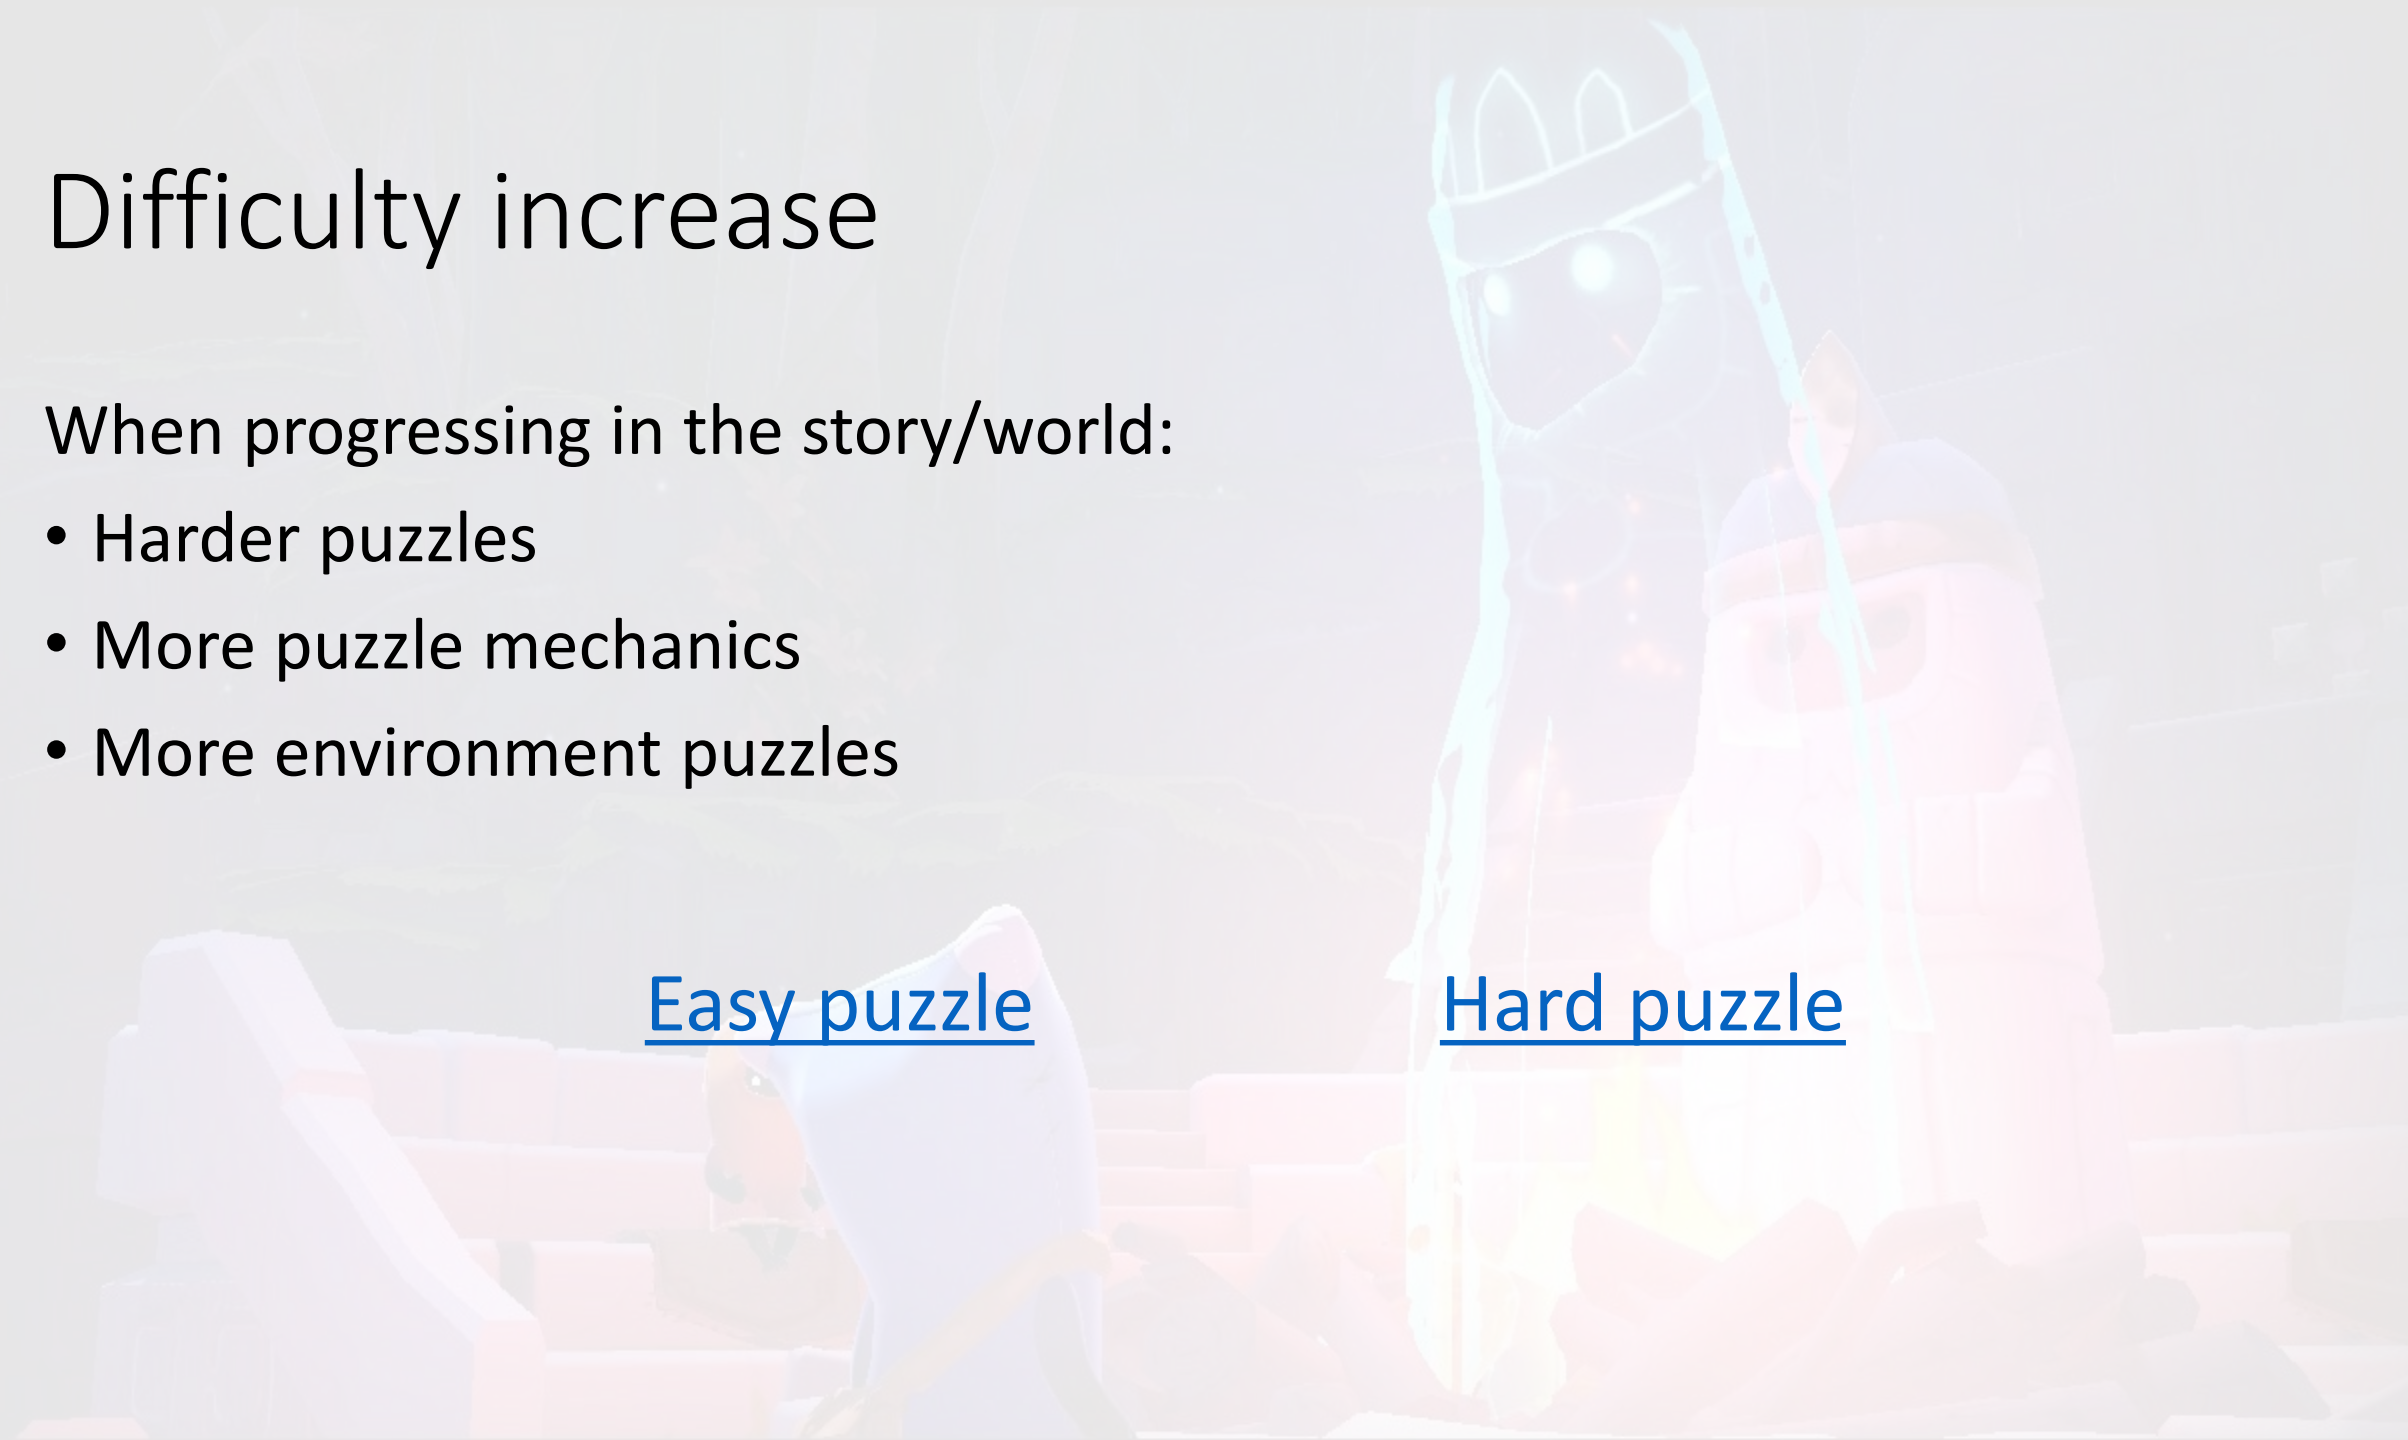 Difficulty increase
When progressing in the story/world:
• Harder puzzles
• More puzzle mechanics
• More environment puzzles
Easy puzzle
Hard puzzle